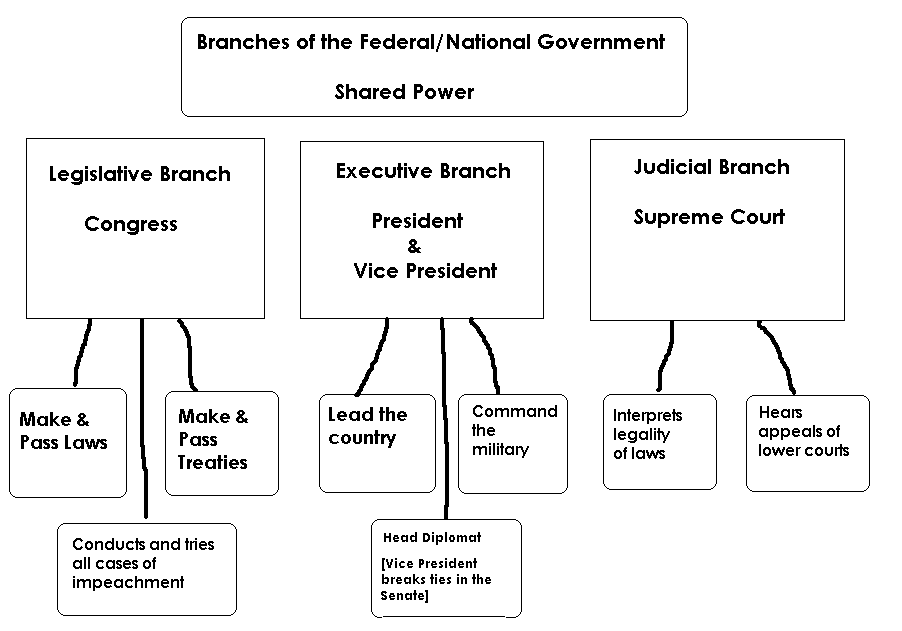 Branches of the Federal/National Government
Shared Power
Legislative Branch
Congress
Executive Branch
President
&
Vice President
Judicial Branch
Supreme Court
Make &
Pass Laws
Make &
Pass
Treaties
Lead the
country
Command
the
military
Interprets
legality
of laws
Hears
appeals of
lower courts
Conducts and tries
all cases of
impeachment
Head Diplomat
[Vice President
breaks ties in the
Senate]